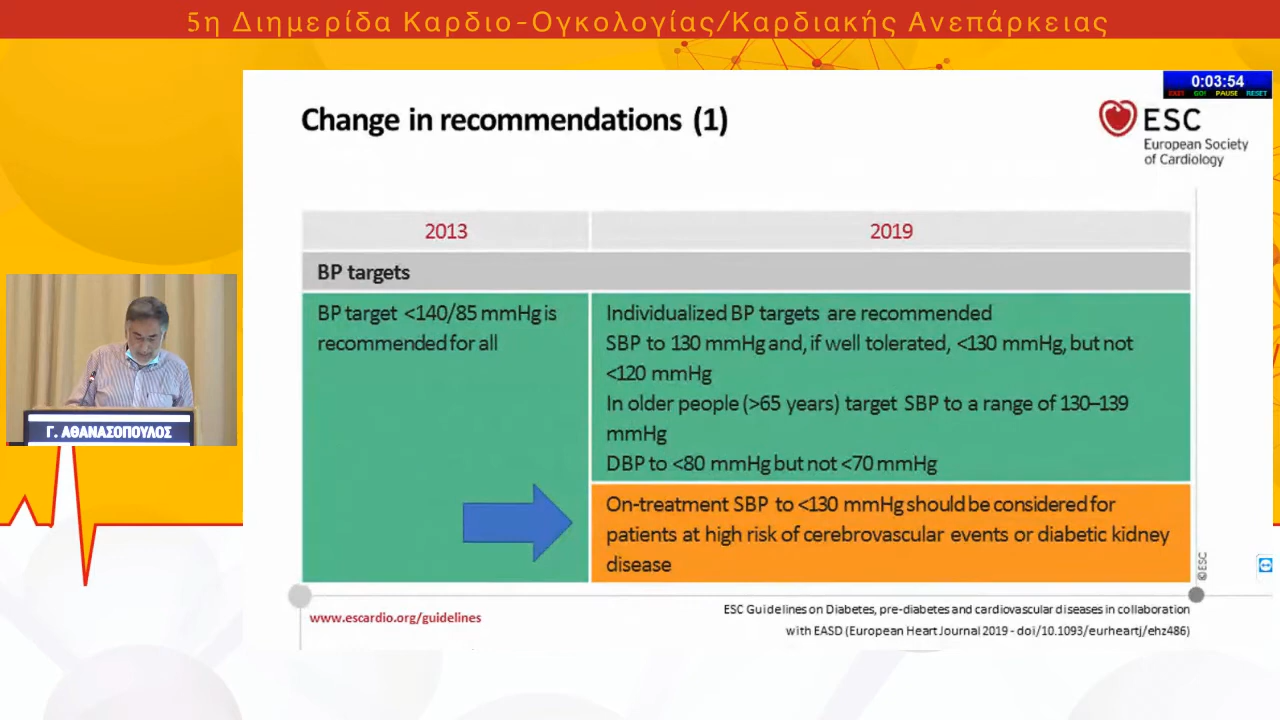 5η Διημερίδα Καρδιο-Ογκολογίας/Καρδιακής Ανεπάρκειας
0:03:54
EXIT GO! PAUSE RESET
Change in recommendations (1)
ESC
European Society
of Cardiology
2013
2019
BP targets
BP target <140/85 mmHg is
recommended for all
Individualized BP targets are recommended
SBP to 130 mmHg and, if well tolerated, <130 mmHg, but not
<120 mmHg
In older people (>65 years) target SBP to a range of 130–139
mmHg
DBP to <80 mmHg but not <70 mmHg
On-treatment SBP to <130 mmHg should be considered for
patients at high risk of cerebrovascular events or diabetic kidney
disease
©ESC
www.escardio.org/guidelines
ESC Guidelines on Diabetes, pre-diabetes and cardiovascular diseases in collaboration
with EASD (European Heart Journal 2019 - doi/10.1093/eurheartj/ehz486)
Γ. ΑΘΑΝΑΣΟΠΟΥΛΟΣ